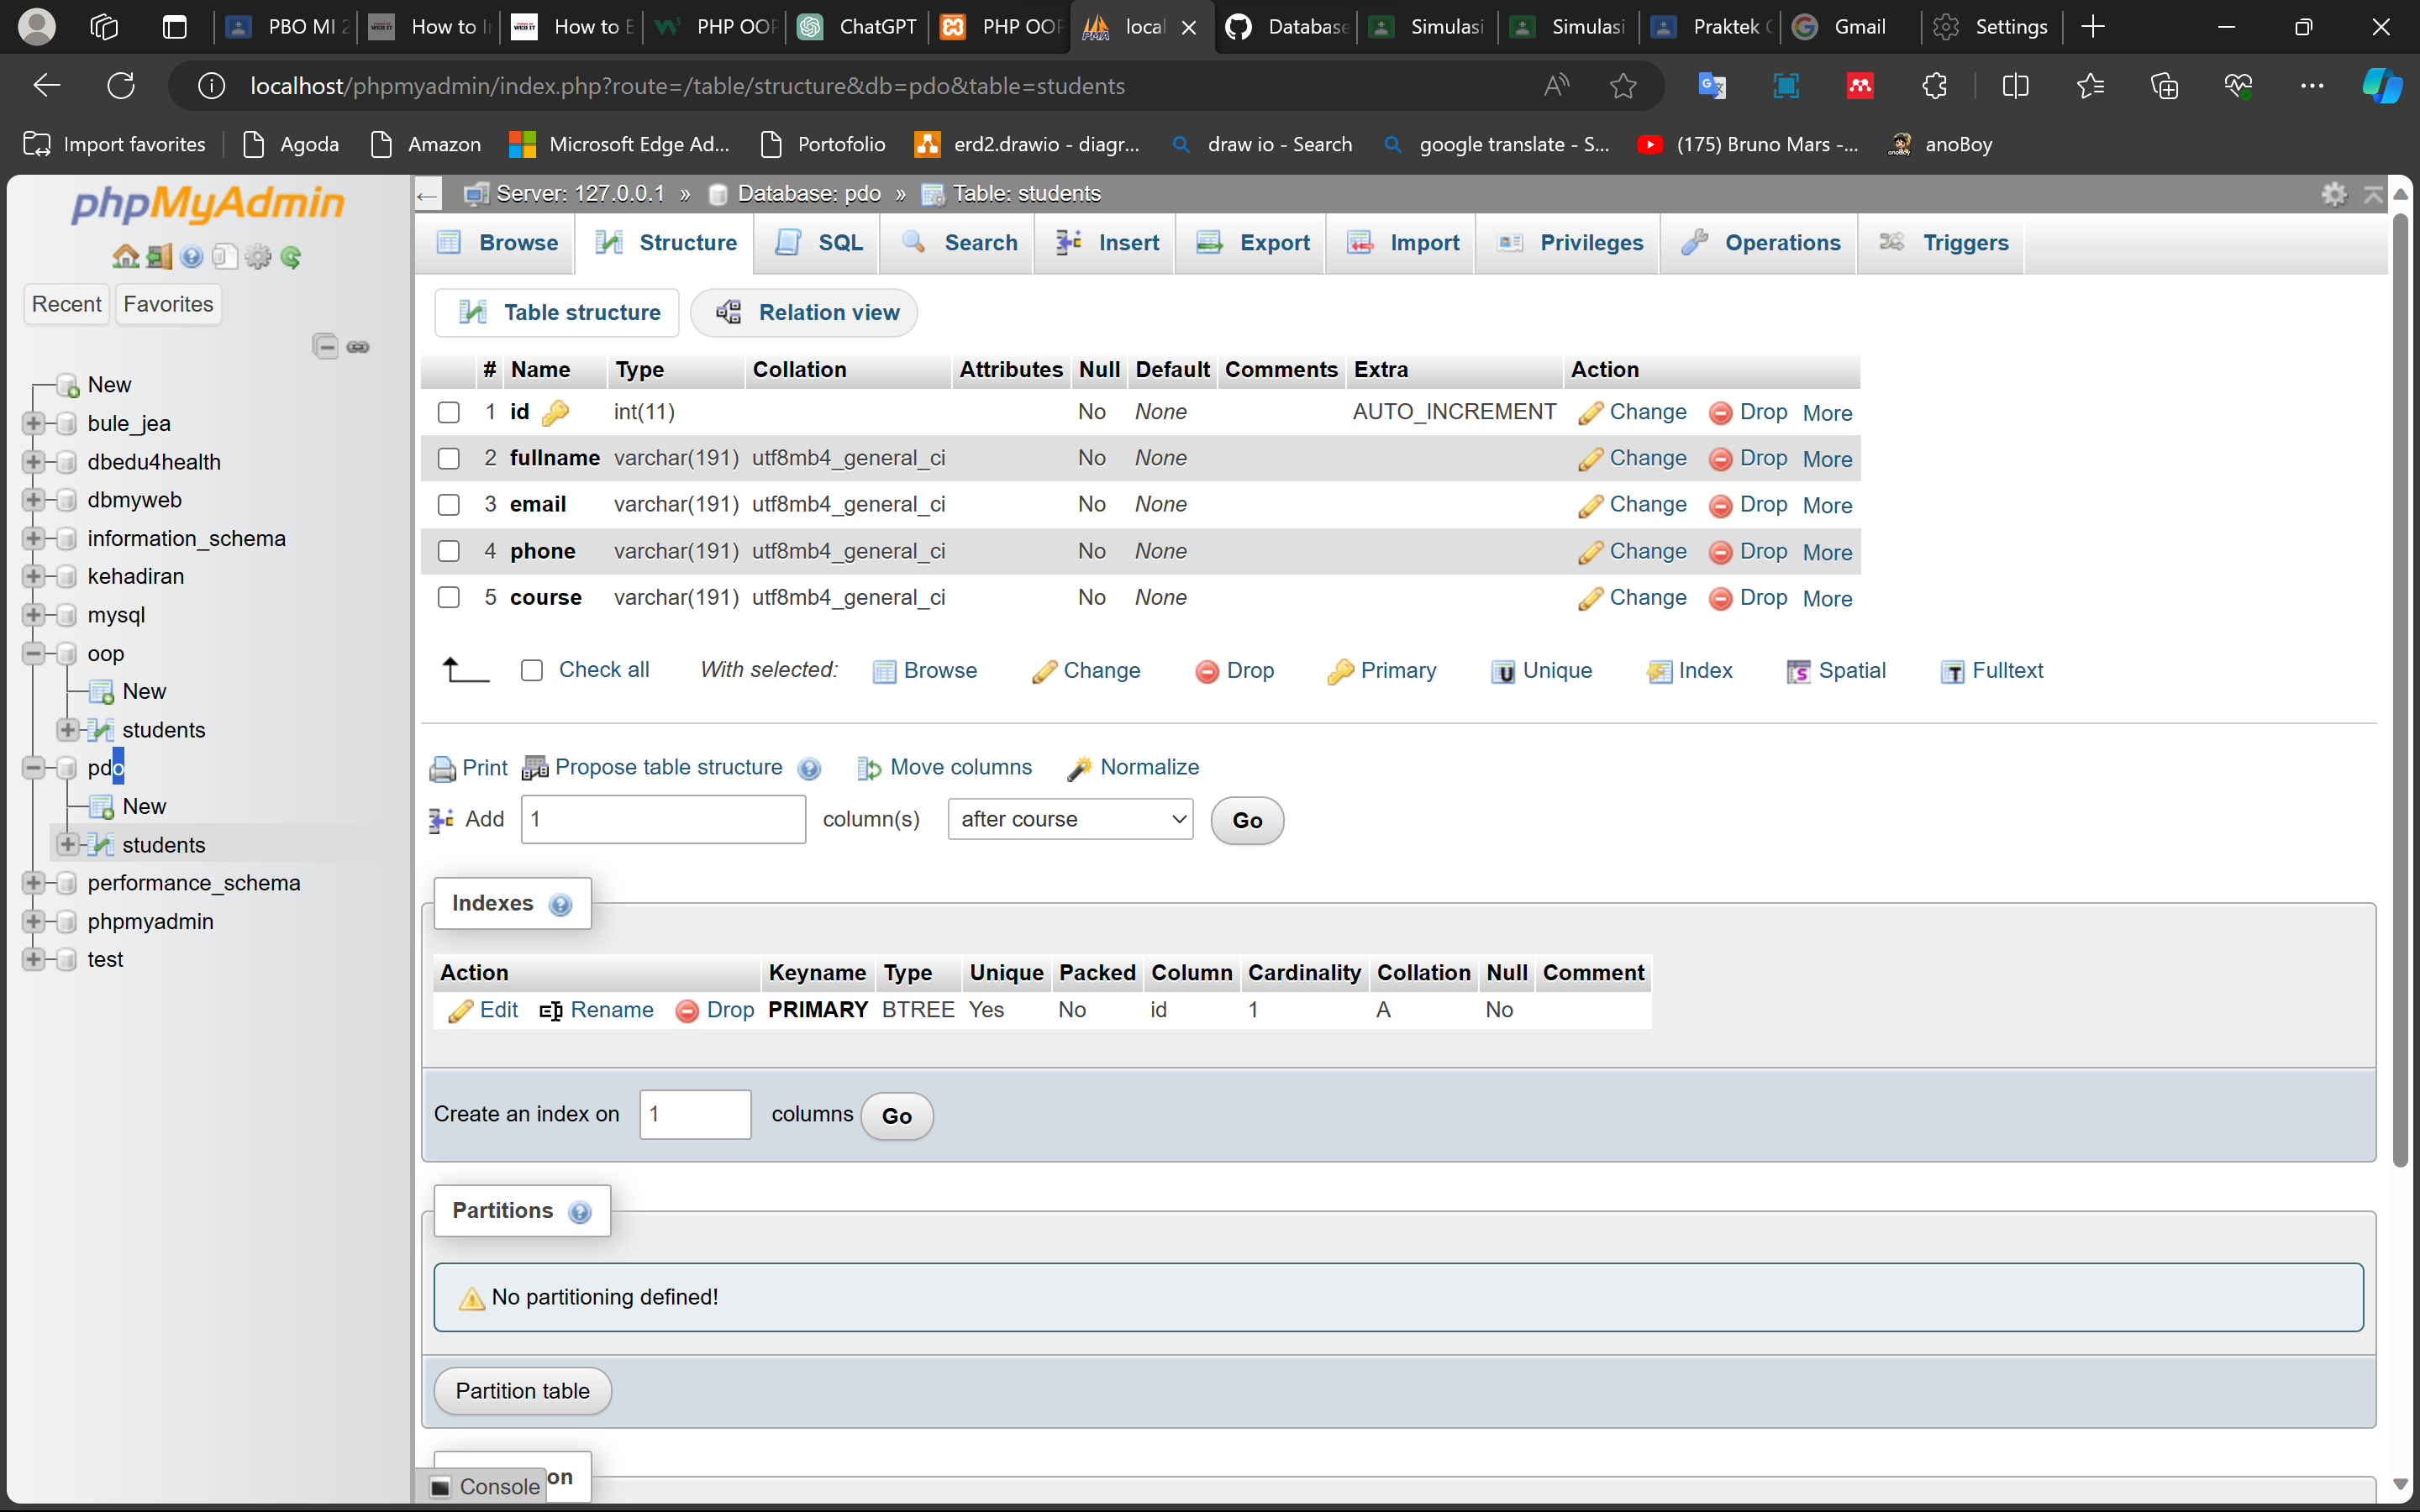 PBO MI 2
How to I
How to E
PHP OOP
ChatGPT
PHP OOP
local
Database
Simulasi
Simulasi
Praktek
Gmail
Settings
localhost/phpmyadmin/index.php?route=/table/structure&db=pdo&table=students
Import favorites
Agoda
Amazon
Microsoft Edge Ad...
Portofolio
erd2.drawio - diagr...
draw io - Search
google translate - S...
(175) Bruno Mars -...
anoBoy
phpMyAdmin
Recent Favorites
New
bule_jea
dbedu4health
dbmyweb
information_schema
kehadiran
mysql
oop
New
students
pdo
New
students
performance_schema
phpmyadmin
test
Server: 127.0.0.1 » Database: pdo » Table: students
Browse Structure SQL Search Insert Export Import Privileges Operations Triggers
Table structure Relation view
# Name Type Collation Attributes Null Default Comments Extra Action
1 id int(11) No None AUTO_INCREMENT Change Drop More
2 fullname varchar(191) utf8mb4_general_ci No None Change Drop More
3 email varchar(191) utf8mb4_general_ci No None Change Drop More
4 phone varchar(191) utf8mb4_general_ci No None Change Drop More
5 course varchar(191) utf8mb4_general_ci No None Change Drop More
Check all With selected: Browse Change Drop Primary Unique Index Spatial Fulltext
Print Propose table structure Move columns Normalize
Add 1 column(s) after course Go
Indexes
Action Keyname Type Unique Packed Column Cardinality Collation Null Comment
Edit Rename Drop PRIMARY BTREE Yes No id 1 A No
Create an index on 1 columns Go
Partitions
No partitioning defined!
Partition table
Console
on